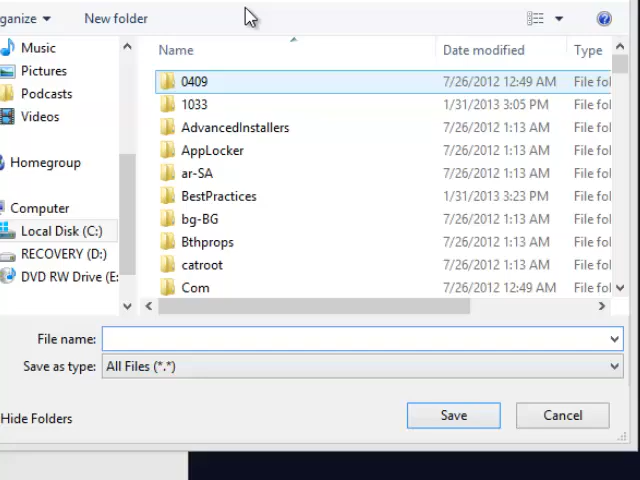 ganize New folder
Name Date modified Type
Music
Pictures
Podcasts
Videos
Homegroup
Computer
Local Disk (C:)
RECOVERY (D:)
DVD RW Drive (E:
0409 7/26/2012 12:49 AM File fol
1033 1/31/2013 3:05 PM File fol
AdvancedInstallers 7/26/2012 1:13 AM File fol
AppLocker 7/26/2012 1:13 AM File fol
ar-SA 7/26/2012 1:13 AM File fol
BestPractices 1/31/2013 3:23 PM File fol
bg-BG 7/26/2012 1:13 AM File fol
Bthprops 7/26/2012 1:13 AM File fol
catroot 7/26/2012 1:13 AM File fol
Com 7/26/2012 12:49 AM File fol
File name:
Save as type: All Files (*.*)
Hide Folders Save Cancel